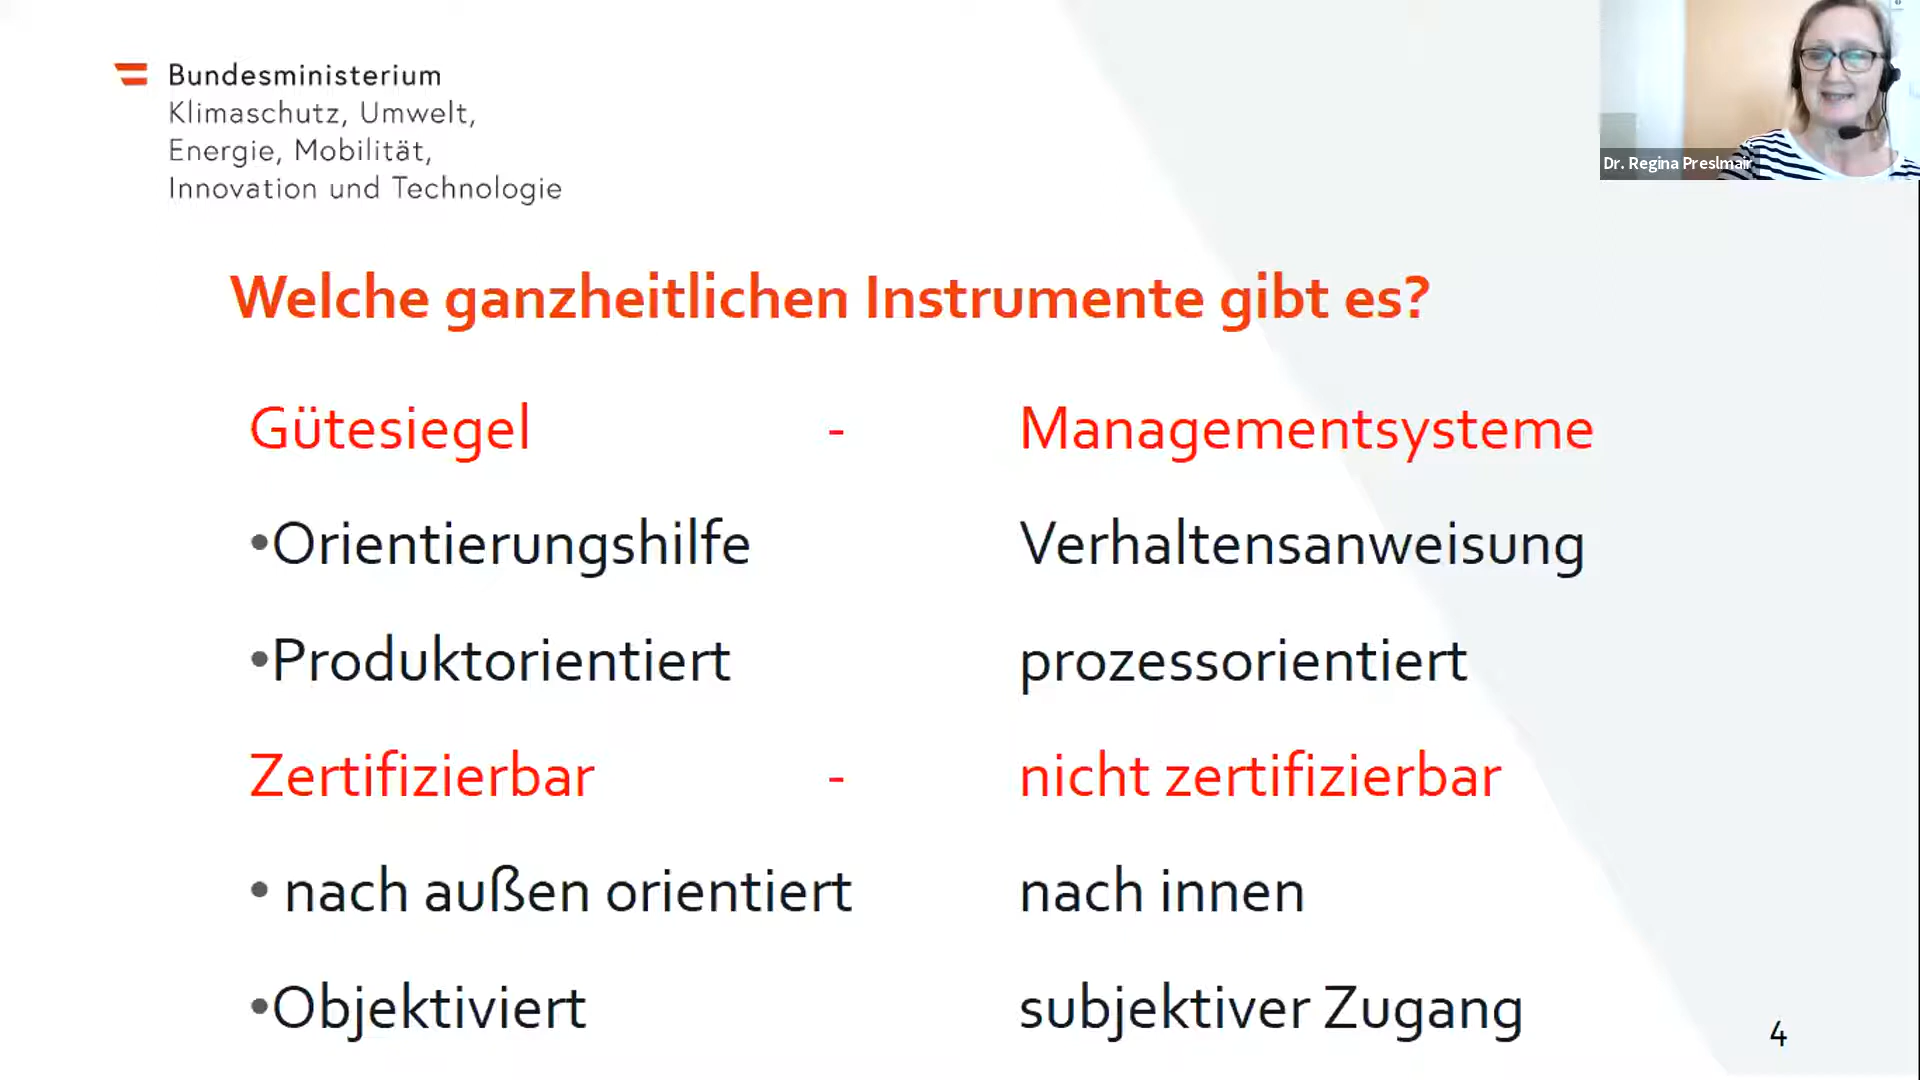 Bundesministerium
Klimaschutz, Umwelt,
Energie, Mobilität,
Innovation und Technologie
Dr. Regina Preslmair
Welche ganzheitlichen Instrumente gibt es?
Gütesiegel - Managementsysteme
•Orientierungshilfe Verhaltensanweisung
•Produktorientiert prozessorientiert
Zertifizierbar - nicht zertifizierbar
• nach außen orientiert nach innen
•Objektiviert subjektiver Zugang
4